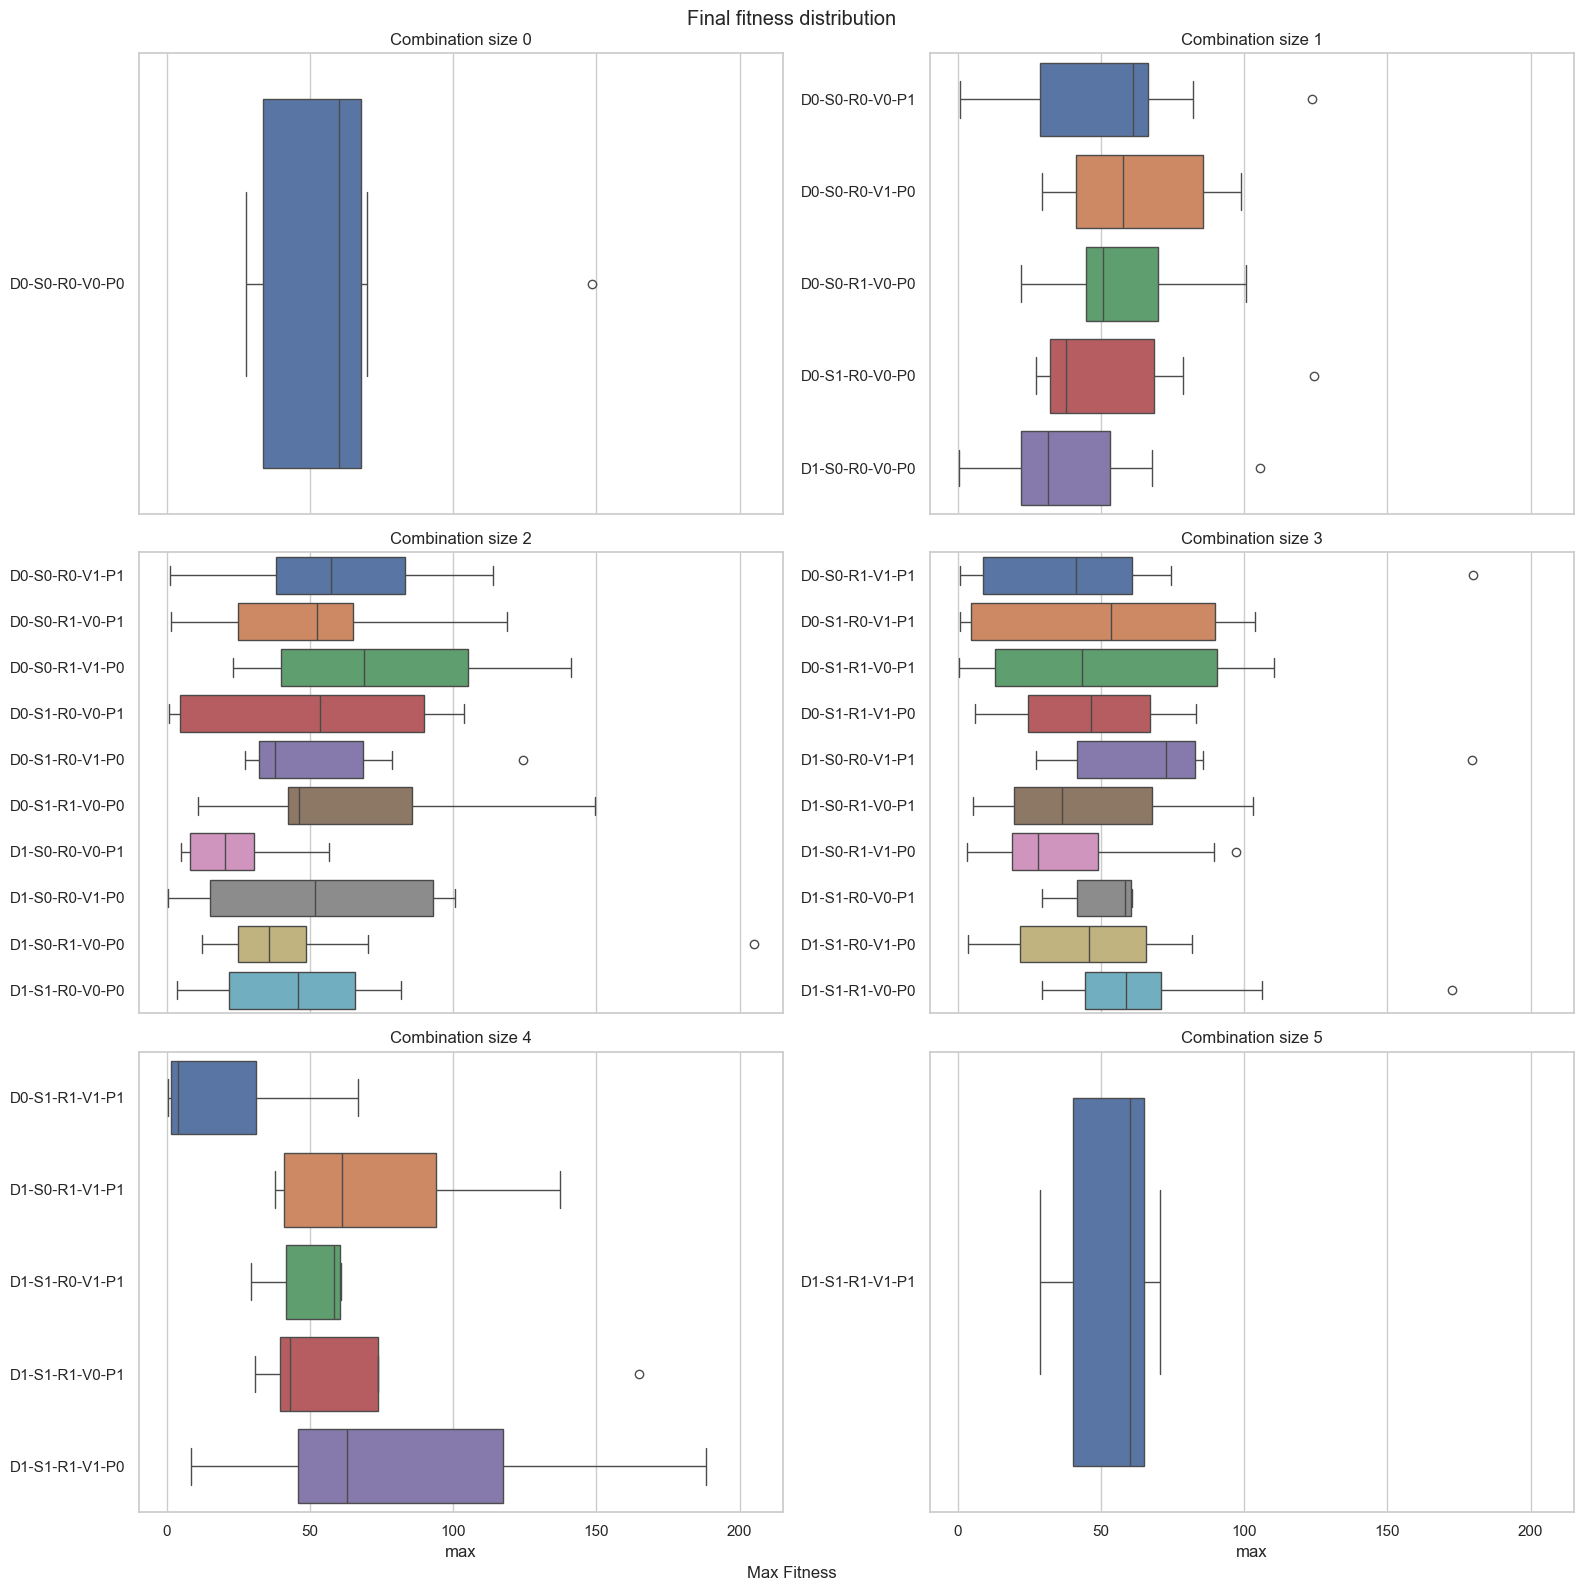 Final fitness distribution
Combination size 0
D0-S0-R0-V0-P0
Combination size 1
D0-S0-R0-V0-P1
D0-S0-R0-V1-P0
D0-S0-R1-V0-P0
D0-S1-R0-V0-P0
D1-S0-R0-V0-P0
Combination size 2
D0-S0-R0-V1-P1
D0-S0-R1-V0-P1
D0-S0-R1-V1-P0
D0-S1-R0-V0-P1
D0-S1-R0-V1-P0
D0-S1-R1-V0-P0
D1-S0-R0-V0-P1
D1-S0-R0-V1-P0
D1-S0-R1-V0-P0
D1-S1-R0-V0-P0
Combination size 3
D0-S0-R1-V1-P1
D0-S1-R0-V1-P1
D0-S1-R1-V0-P1
D0-S1-R1-V1-P0
D1-S0-R0-V1-P1
D1-S0-R1-V0-P1
D1-S0-R1-V1-P0
D1-S1-R0-V0-P1
D1-S1-R0-V1-P0
D1-S1-R1-V0-P0
Combination size 4
D0-S1-R1-V1-P1
D1-S0-R1-V1-P1
D1-S1-R0-V1-P1
D1-S1-R1-V0-P1
D1-S1-R1-V1-P0
0 50 100 150 200
max
Combination size 5
D1-S1-R1-V1-P1
0 50 100 150 200
max
Max Fitness